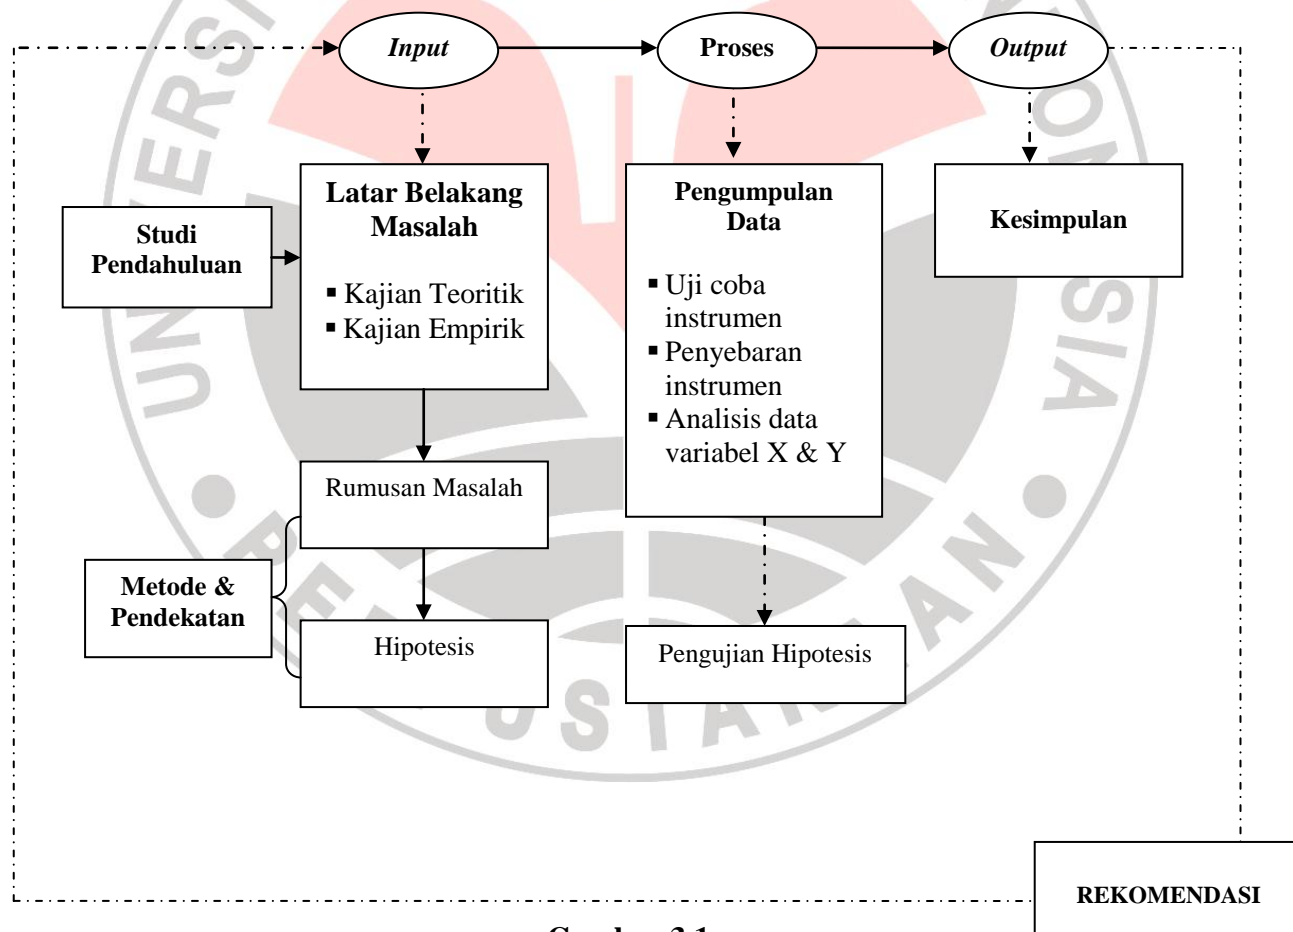 Input
Proses
Output
Latar Belakang
Masalah
▪ Kajian Teoritik
▪ Kajian Empirik
Studi
Pendahuluan
Pengumpulan
Data
▪ Uji coba
instrumen
▪ Penyebaran
instrumen
▪ Analisis data
variabel X & Y
Kesimpulan
Rumusan Masalah
Metode &
Pendekatan
Hipotesis
Pengujian Hipotesis
REKOMENDASI